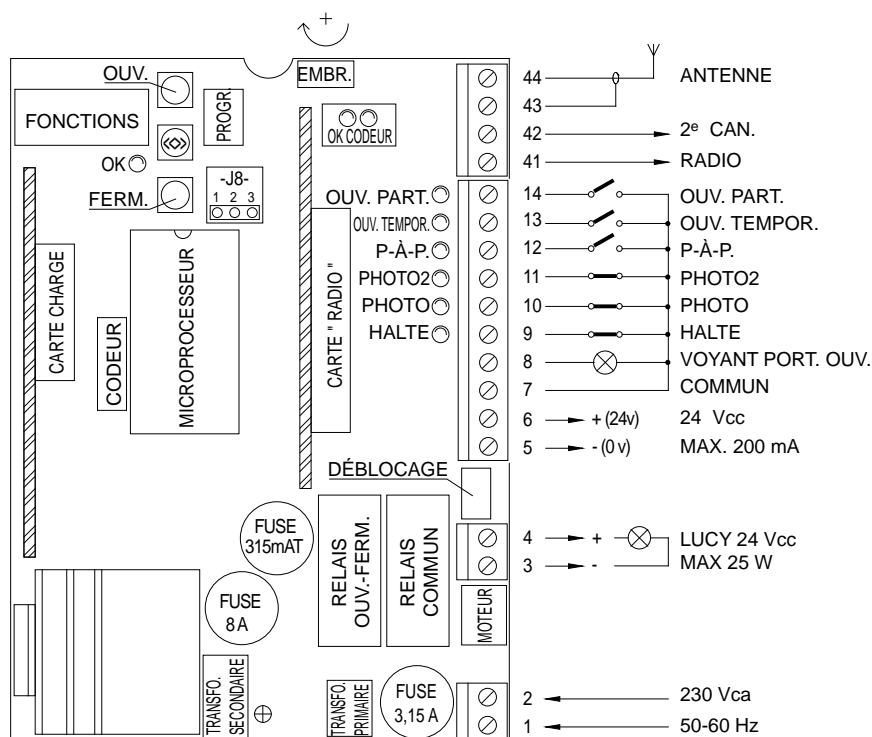 +
OUV.
EMBR.
FONCTIONS
PROGR.
OK CODEUR
OK
FERM.
-J8-
1 2 3
OUV. PART.
OUV. TEMPOR.
P-À-P.
PHOTO2
PHOTO
HALTE
CARTE CHARGE
CODEUR
MICROPROCESSEUR
CARTE " RADIO "
44 ANTENNE
43
42 2e CAN.
41 RADIO
14 OUV. PART.
13 OUV. TEMPOR.
12 P-À-P.
11 PHOTO2
10 PHOTO
9 HALTE
8 VOYANT PORT. OUV.
7 COMMUN
6 + (24v) 24 Vcc
5 - (0 v) MAX. 200 mA
DÉBLOCAGE
FUSE
315mAT
RELAIS
OUV.-FERM.
RELAIS
COMMUN
4 + LUCY 24 Vcc
3 - MAX 25 W
FUSE
8 A
MOTEUR
TRANSFO.
SECONDAIRE
TRANSFO.
PRIMAIRE
FUSE
3,15 A
2 230 Vca
1 50-60 Hz